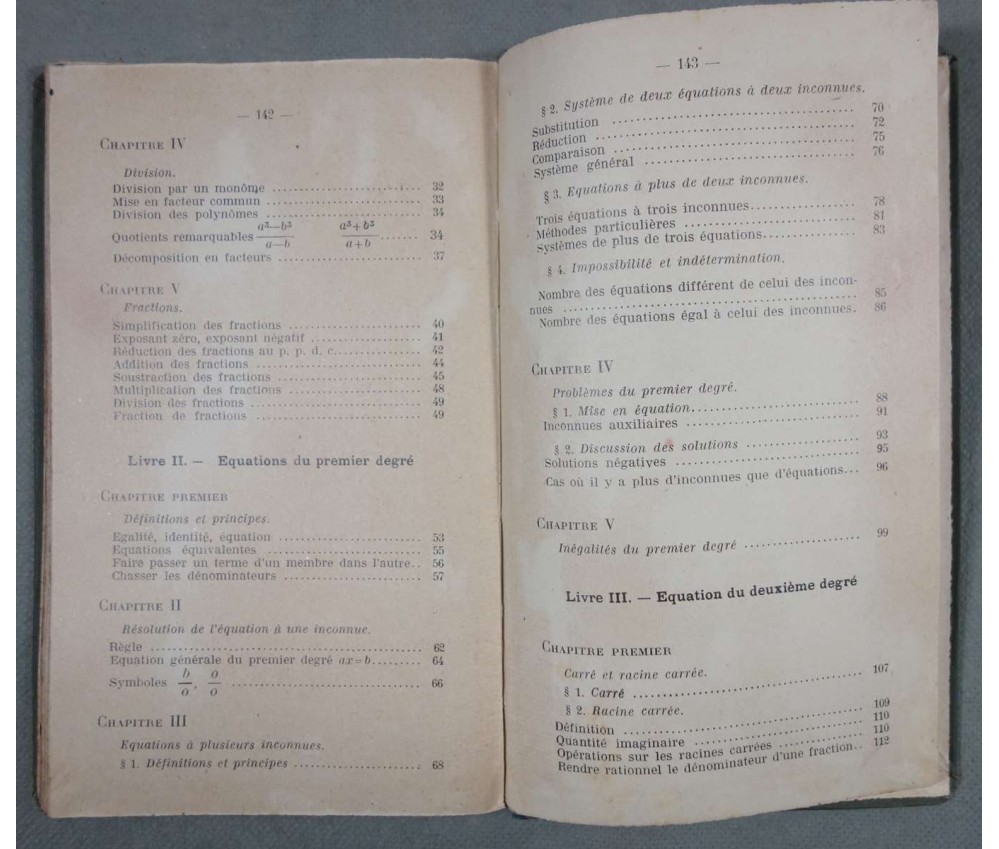 — 142 —
CHAPITRE IV
Division.
Division par un monôme .......................... 32
Mise en facteur commun .......................... 33
Division des polynômes .......................... 34
Quotients remarquables a³—b³/a—b a³+b³/a+b ....... 34
Décomposition en facteurs .......................... 37
CHAPITRE V
Fractions.
Simplification des fractions .......................... 40
Exposant zéro, exposant négatif .......................... 41
Réduction des fractions au p. p. d. c. .......................... 42
Addition des fractions .......................... 44
Soustraction des fractions .......................... 45
Multiplication des fractions .......................... 48
Division des fractions .......................... 49
Fraction de fractions .......................... 49
Livre II. — Equations du premier degré
CHAPITRE PREMIER
Définitions et principes.
Egalité, identité, équation .......................... 53
Equations équivalentes .......................... 55
Faire passer un terme d'un membre dans l'autre.. 56
Chasser les dénominateurs .......................... 57
CHAPITRE II
Résolution de l'équation à une inconnue.
Règle .......................... 62
Equation générale du premier degré ax=b ......... 64
Symboles b/o, o/o .......................... 66
CHAPITRE III
Equations à plusieurs inconnues.
§ 1. Définitions et principes .......................... 68
— 143 —
§ 2. Système de deux équations à deux inconnues.
Substitution .......................... 70
Réduction .......................... 72
Comparaison .......................... 75
Système général .......................... 76
§ 3. Equations à plus de deux inconnues.
Trois équations à trois inconnues .......................... 78
Méthodes particulières .......................... 81
Systèmes de plus de trois équations .......................... 83
§ 4. Impossibilité et indétermination.
Nombre des équations différent de celui des incon-
nues .......................... 85
Nombre des équations égal à celui des inconnues. 86
CHAPITRE IV
Problèmes du premier degré.
§ 1. Mise en équation .......................... 88
Inconnues auxiliaires .......................... 91
§ 2. Discussion des solutions .......................... 93
Solutions négatives .......................... 95
Cas où il y a plus d'inconnues que d'équations... 96
CHAPITRE V
Inégalités du premier degré .......................... 99
Livre III. — Equation du deuxième degré
CHAPITRE PREMIER
Carré et racine carrée.
§ 1. Carré .......................... 107
§ 2. Racine carrée.
Définition .......................... 109
Quantité imaginaire .......................... 110
Opérations sur les racines carrées .......................... 110
Rendre rationnel le dénominateur d'une fraction.. 112